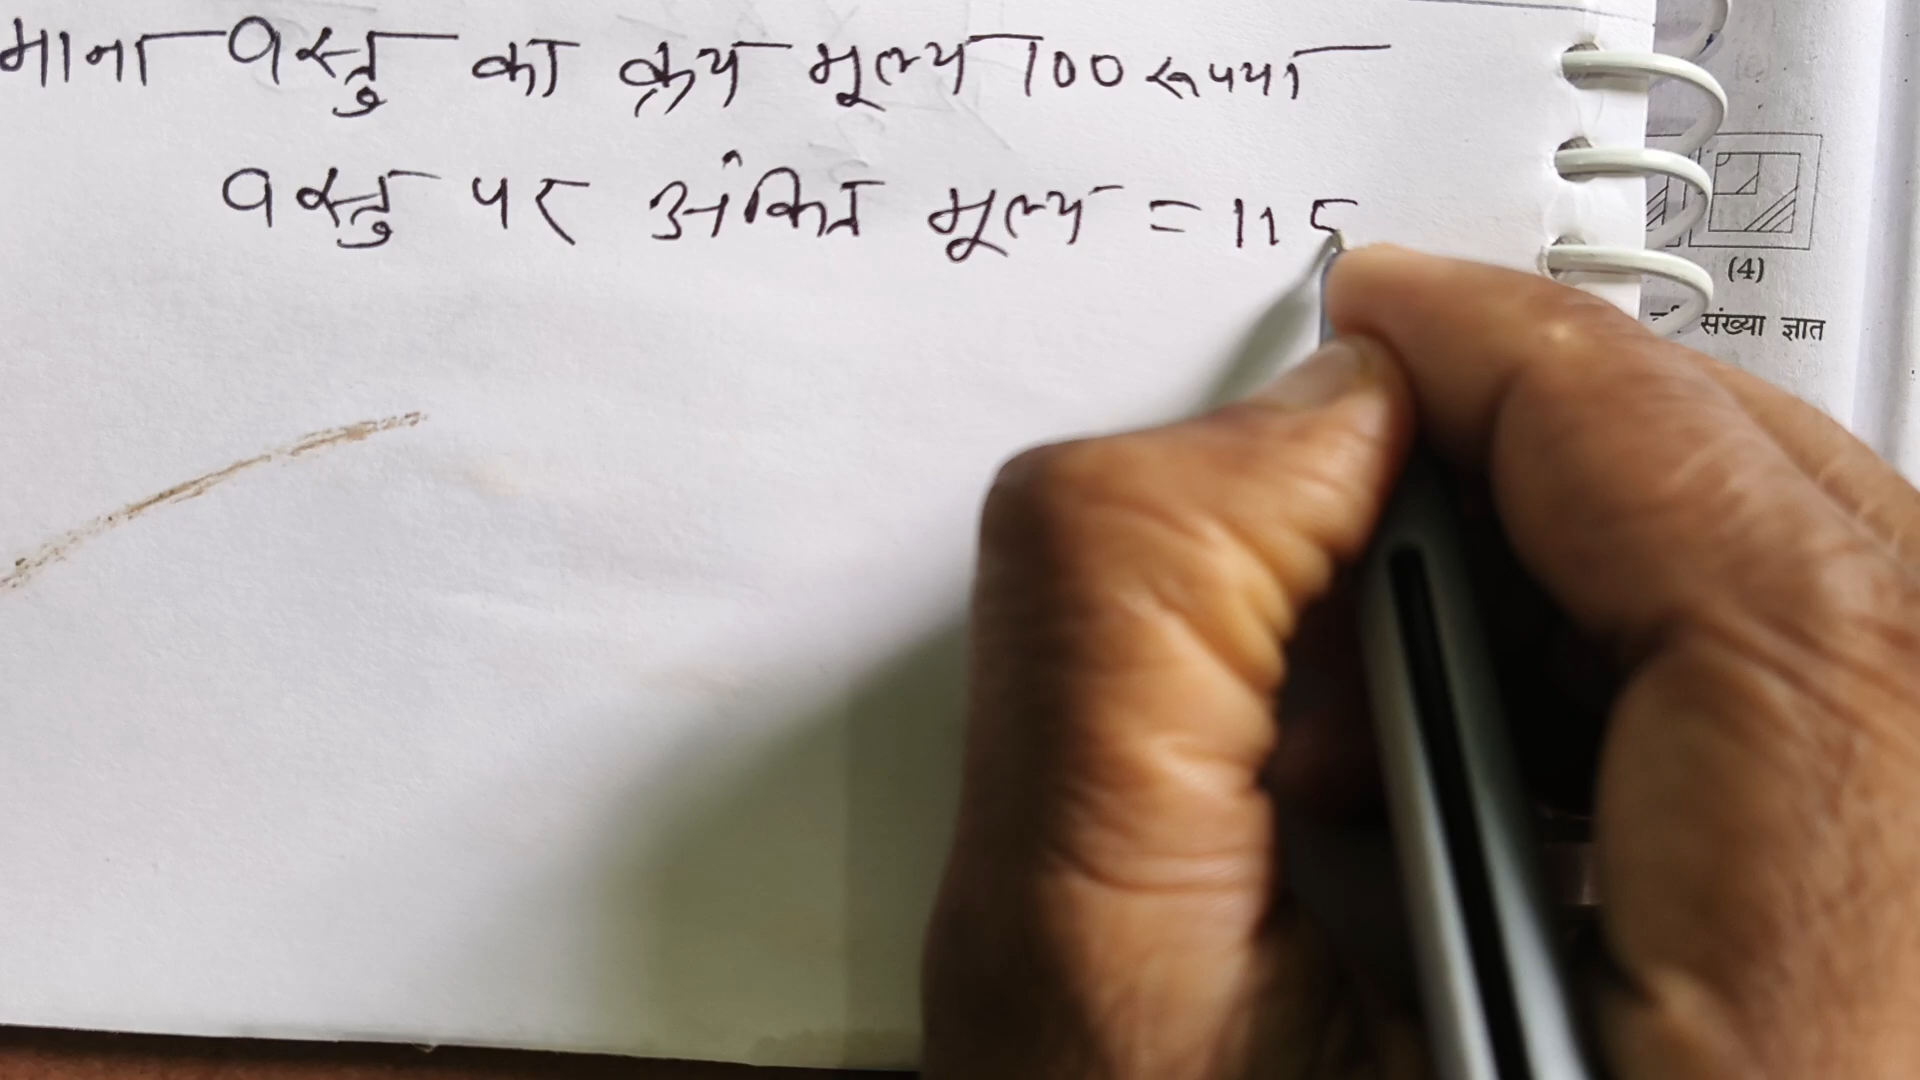 माना वस्तु का क्रय मूल्य 100 रूपया
वस्तु पर अंकित मूल्य = 115
(4)
संख्या ज्ञात